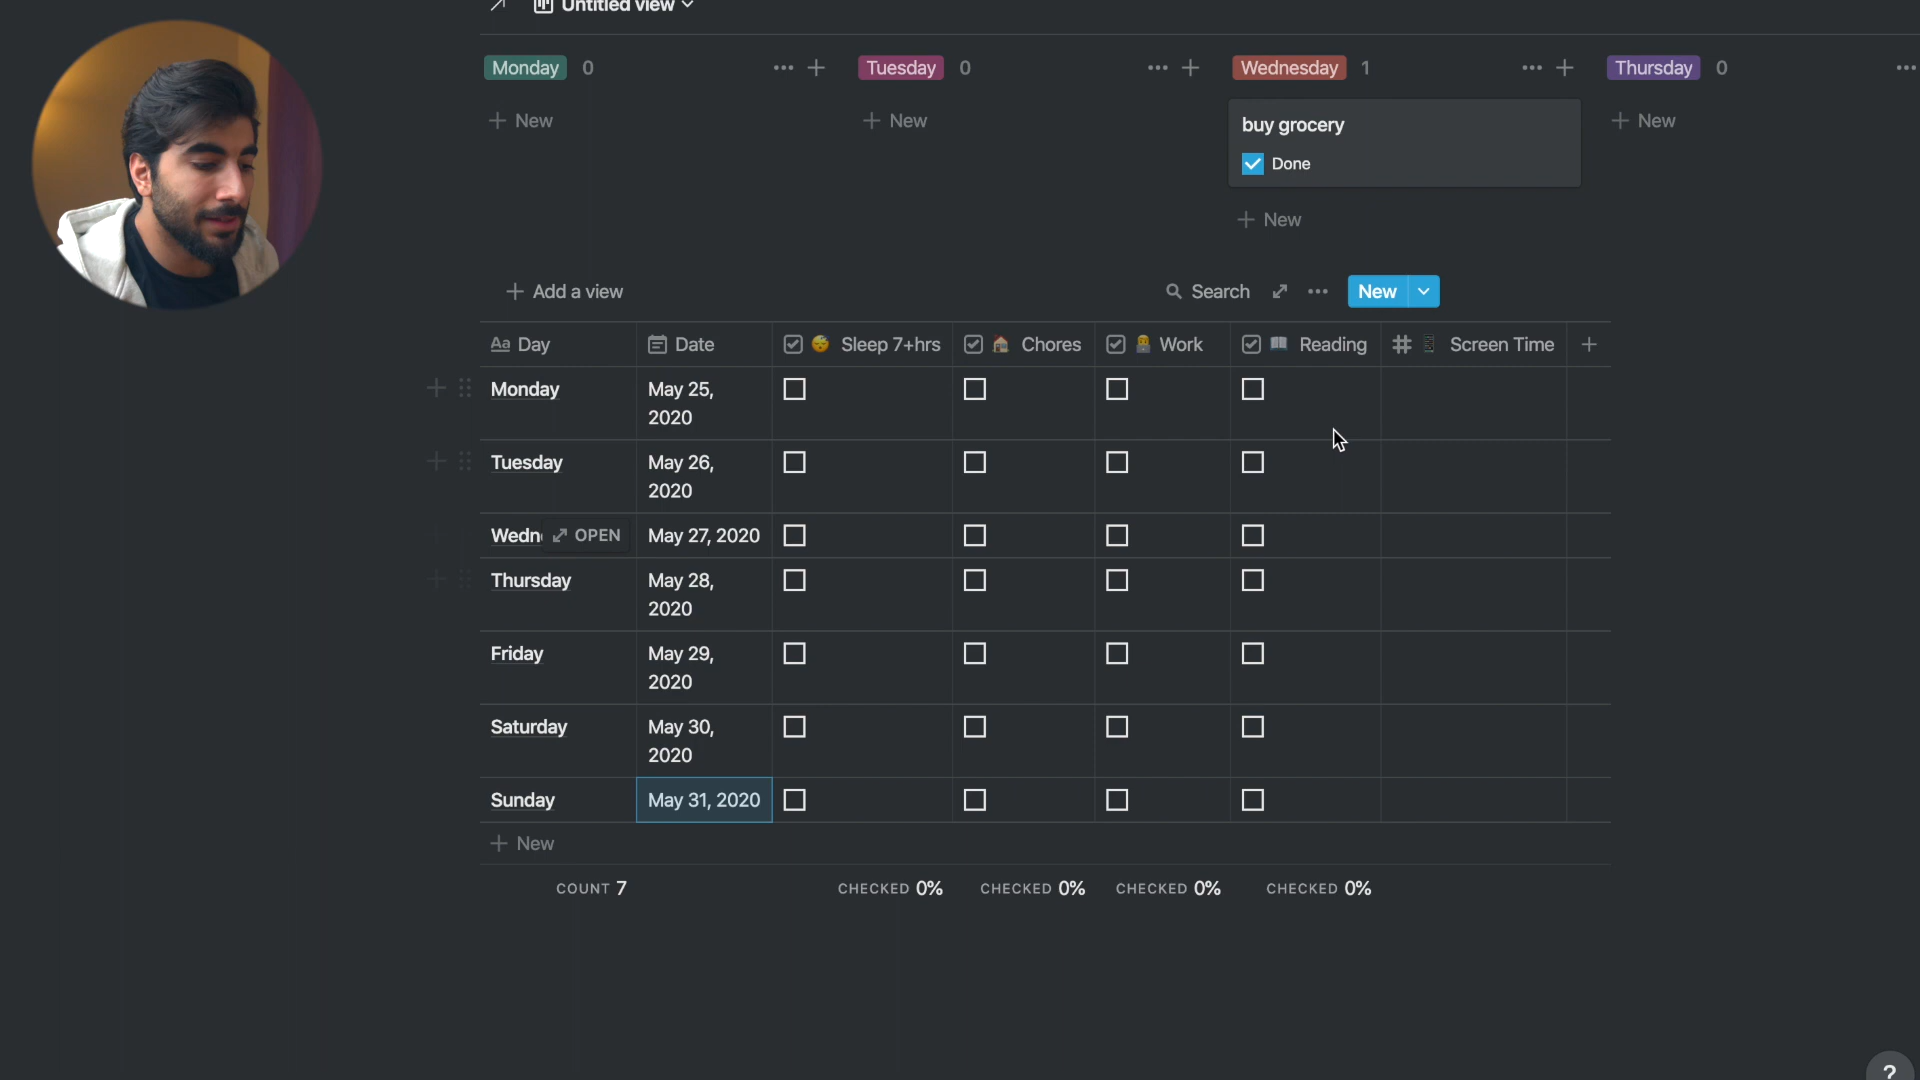 Untitled view
Monday 0
Tuesday 0
Wednesday 1
Thursday 0
+ New
+ New
buy grocery
Done
+ New
+ New
+ Add a view
Search
New
Aa Day
Date
Sleep 7+hrs
Chores
Work
Reading
# Screen Time
+
Monday
May 25,
2020
Tuesday
May 26,
2020
Wedn
OPEN
May 27, 2020
Thursday
May 28,
2020
Friday
May 29,
2020
Saturday
May 30,
2020
Sunday
May 31, 2020
+ New
COUNT 7
CHECKED 0%
CHECKED 0%
CHECKED 0%
CHECKED 0%
?